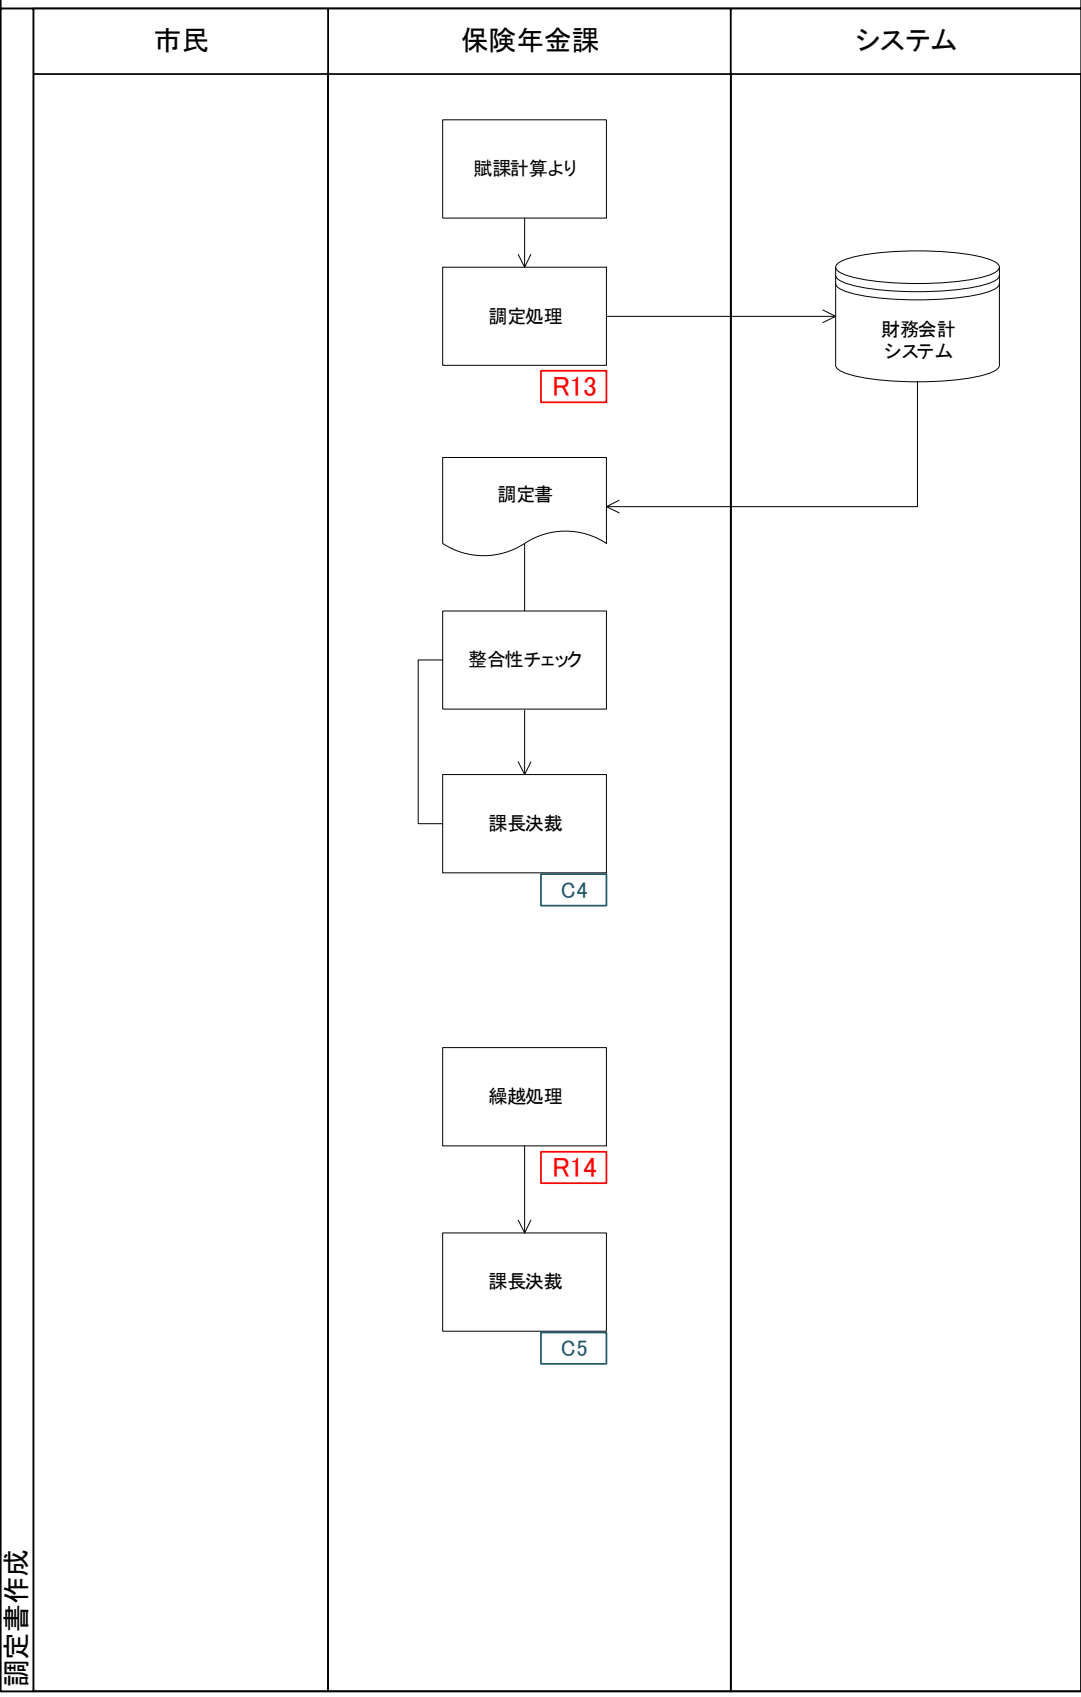 市民
保険年金課
システム
賦課計算より
調定処理
R13
財務会計
システム
調定書
整合性チェック
課長決裁
C4
繰越処理
R14
課長決裁
C5
調定書作成